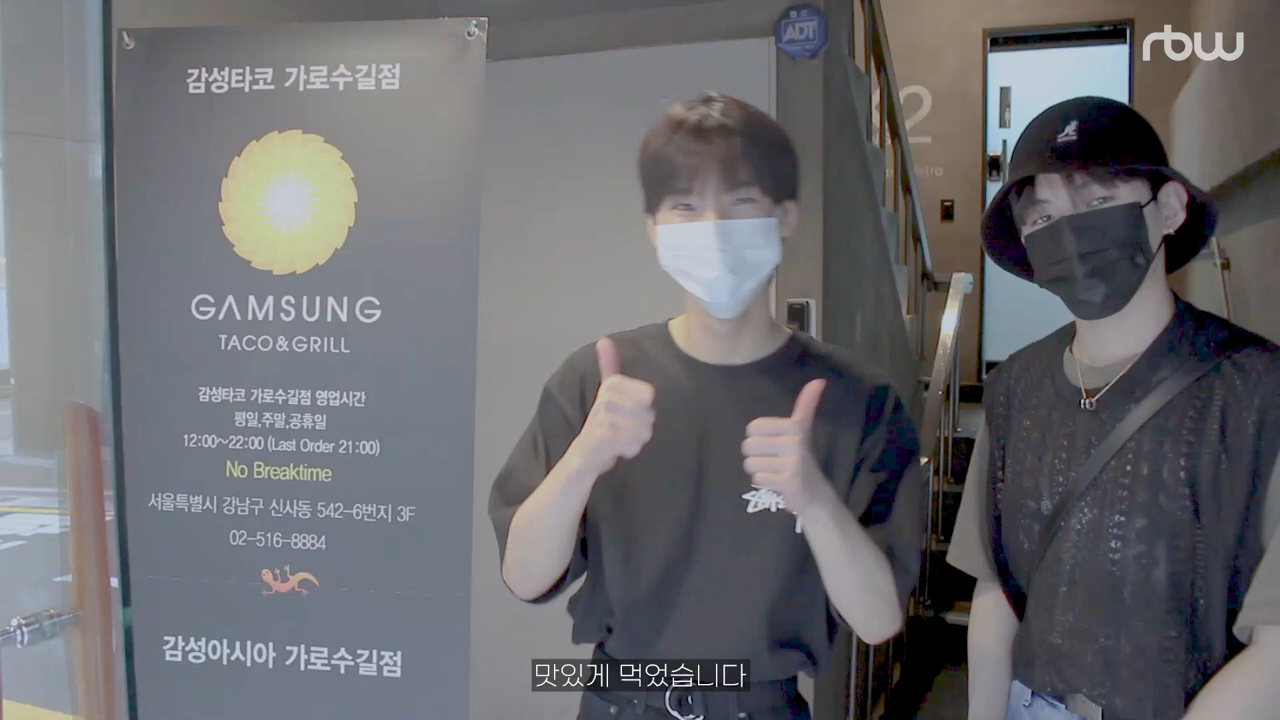 감성타코 가로수길점
GAMSUNG
TACO&GRILL
감성타코 가로수길점 영업시간
평일,주말,공휴일
12:00~22:00 (Last Order 21:00)
No Breaktime
서울특별시 강남구 신사동 542-6번지 3F
02-516-8884
감성아시아 가로수길점
ADT
rbw
2
맛있게 먹었습니다